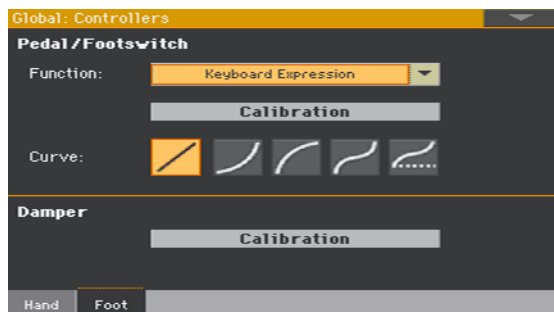 Global: Controllers
Pedal/Footswitch
Function: Keyboard Expression
Calibration
Curve:
Damper
Calibration
Hand Foot